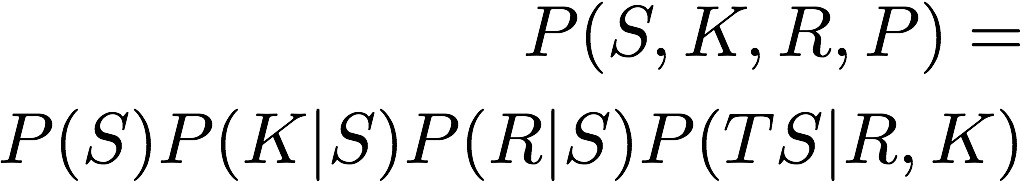 P(S, K, R, P) =
P(S)P(K|S)P(R|S)P(TS|R, K)